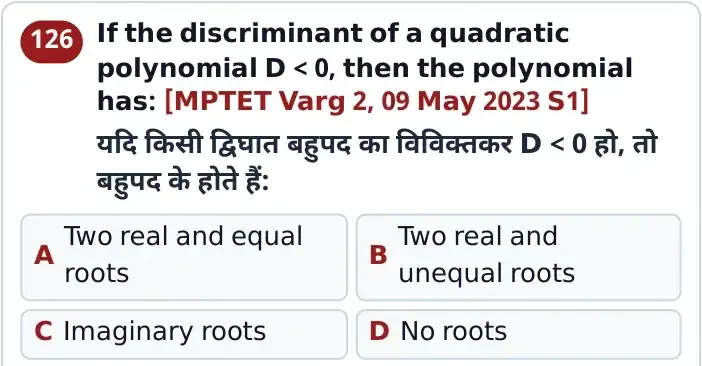 126 If the discriminant of a quadratic
polynomial D < 0, then the polynomial
has: [MPTET Varg 2, 09 May 2023 S1]
यदि किसी द्विघात बहुपद का विविक्तकर D < 0 हो, तो
बहुपद के होते हैं:
A Two real and equal
roots
B Two real and
unequal roots
C Imaginary roots
D No roots